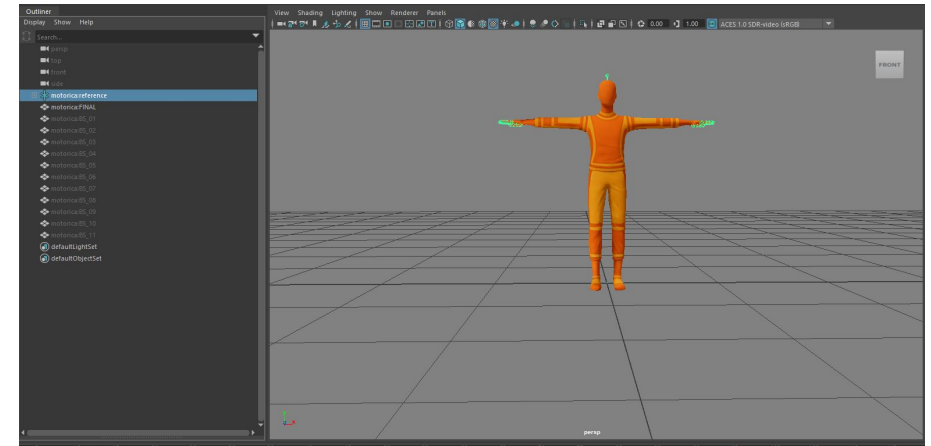 Outliner
Display Show Help
Search...
persp
top
front
side
motorica:reference
motorica:FINAL
motorica:BS_01
motorica:BS_02
motorica:BS_03
motorica:BS_04
motorica:BS_05
motorica:BS_06
motorica:BS_07
motorica:BS_08
motorica:BS_09
motorica:BS_10
motorica:BS_11
defaultLightSet
defaultObjectSet
View Shading Lighting Show Renderer Panels
0.00 1.00 ACES 1.0 SDR-video (sRGB)
FRONT
persp